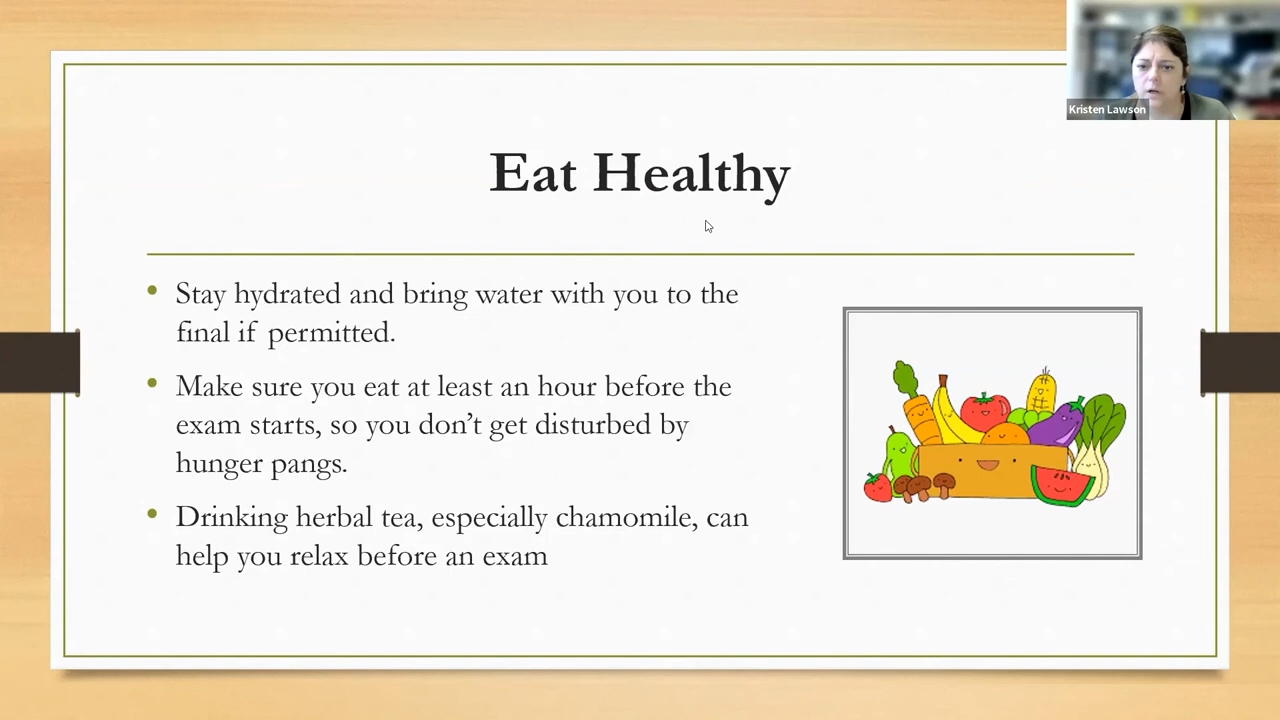 Kristen Lawson
Eat Healthy
• Stay hydrated and bring water with you to the
final if permitted.
• Make sure you eat at least an hour before the
exam starts, so you don’t get disturbed by
hunger pangs.
• Drinking herbal tea, especially chamomile, can
help you relax before an exam